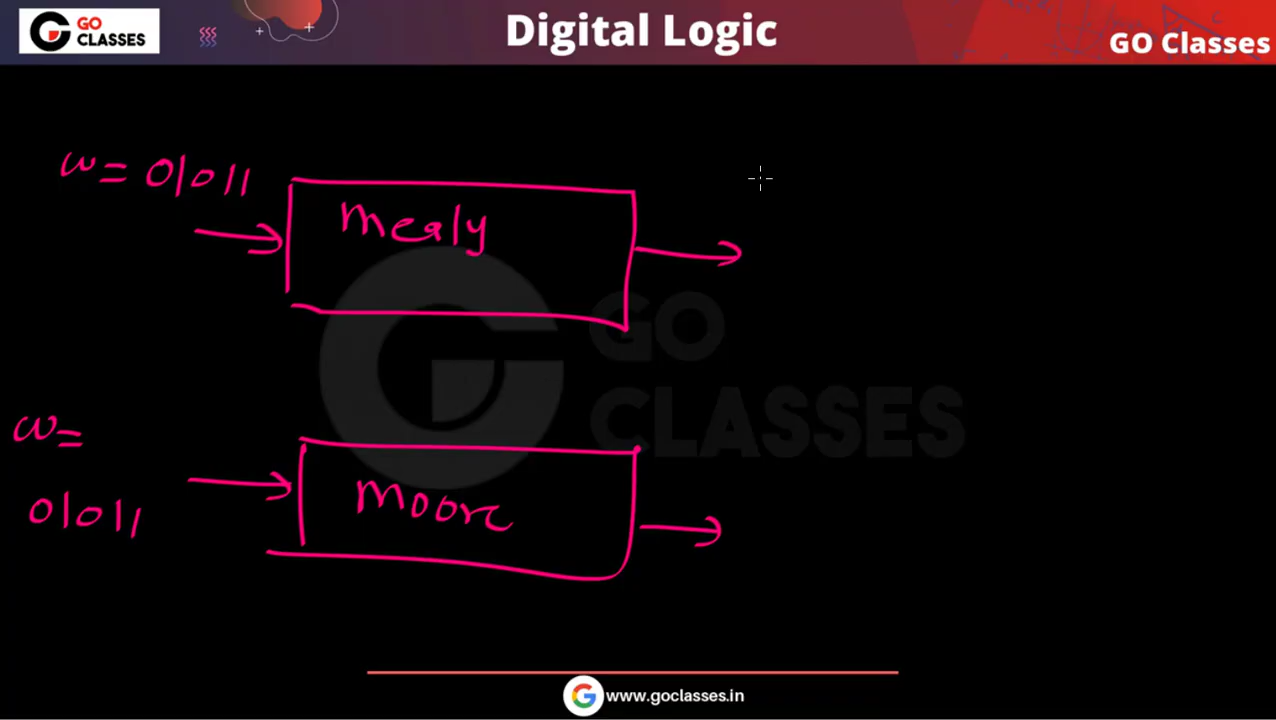 GO
CLASSES
Digital Logic
GO Classes
w = 01011
mealy
GO
CLASSES
w =
01011
moore
www.goclasses.in